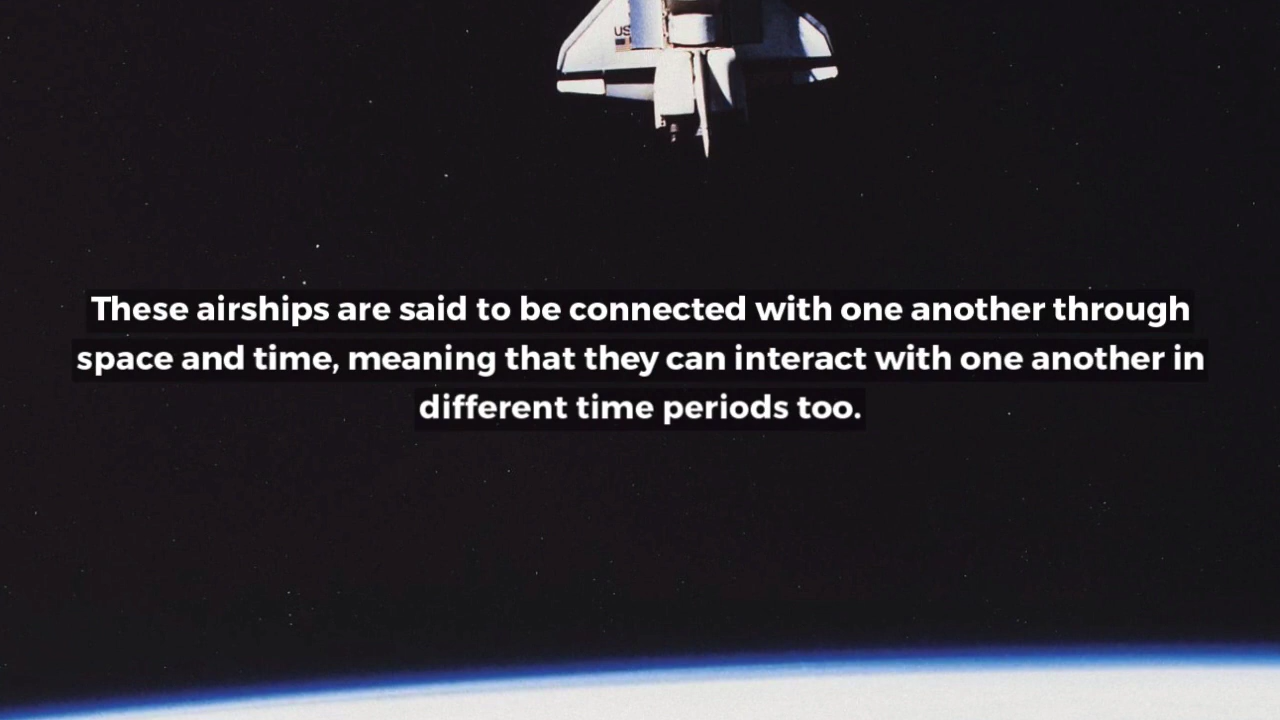 US
These airships are said to be connected with one another through
space and time, meaning that they can interact with one another in
different time periods too.